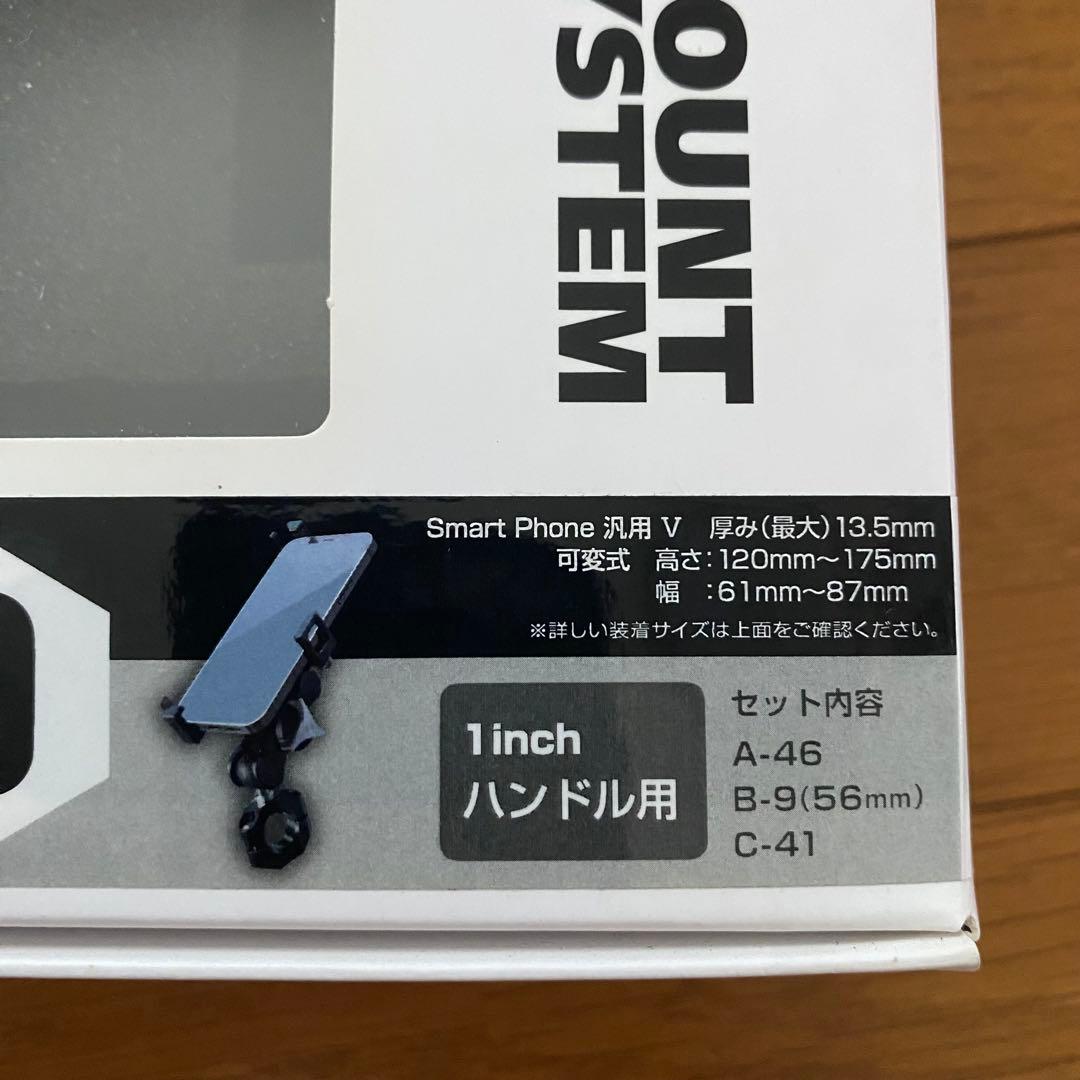 OUNT
YSTEM
Smart Phone 汎用 V　厚み(最大)13.5mm
可変式　高さ:120mm～175mm
幅　:61mm～87mm
※詳しい装着サイズは上面をご確認ください。
1inch
ハンドル用
セット内容
A-46
B-9(56mm)
C-41